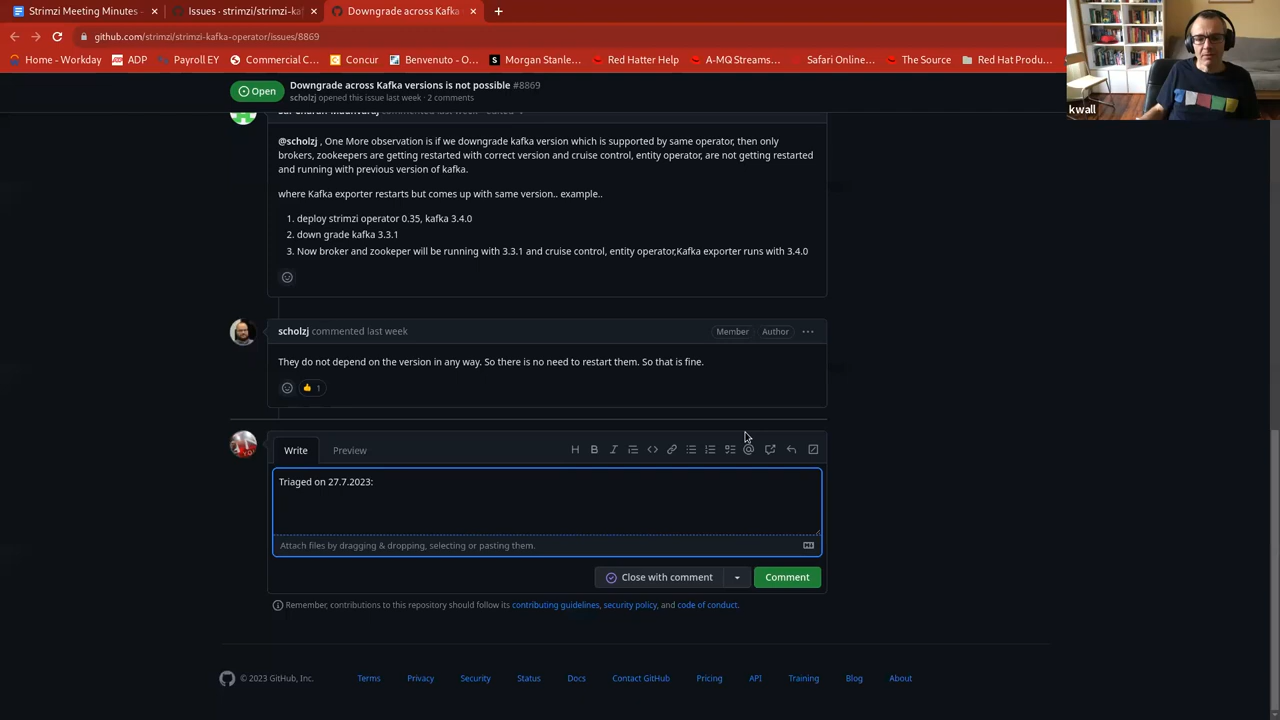 Strimzi Meeting Minutes -
Issues · strimzi/strimzi-ka
Downgrade across Kafka
github.com/strimzi/strimzi-kafka-operator/issues/8869
Home - Workday
ADP
Payroll EY
Commercial C...
Concur
Benvenuto - O...
Morgan Stanle...
Red Hatter Help
A-MQ Streams...
Safari Online...
The Source
Red Hat Produ...
kwall
Open
Downgrade across Kafka versions is not possible #8869
scholzj opened this issue last week · 2 comments
@scholzj , One More observation is if we downgrade kafka version which is supported by same operator, then only
brokers, zookeepers are getting restarted with correct version and cruise control, entity operator, are not getting restarted
and running with previous version of kafka.
where Kafka exporter restarts but comes up with same version.. example..
1. deploy strimzi operator 0.35, kafka 3.4.0
2. down grade kafka 3.3.1
3. Now broker and zookeper will be running with 3.3.1 and cruise control, entity operator,Kafka exporter runs with 3.4.0
scholzj commented last week
Member
Author
They do not depend on the version in any way. So there is no need to restart them. So that is fine.
1
Write
Preview
Triaged on 27.7.2023:
Attach files by dragging & dropping, selecting or pasting them.
Close with comment
Comment
Remember, contributions to this repository should follow its contributing guidelines, security policy, and code of conduct.
© 2023 GitHub, Inc.
Terms
Privacy
Security
Status
Docs
Contact GitHub
Pricing
API
Training
Blog
About